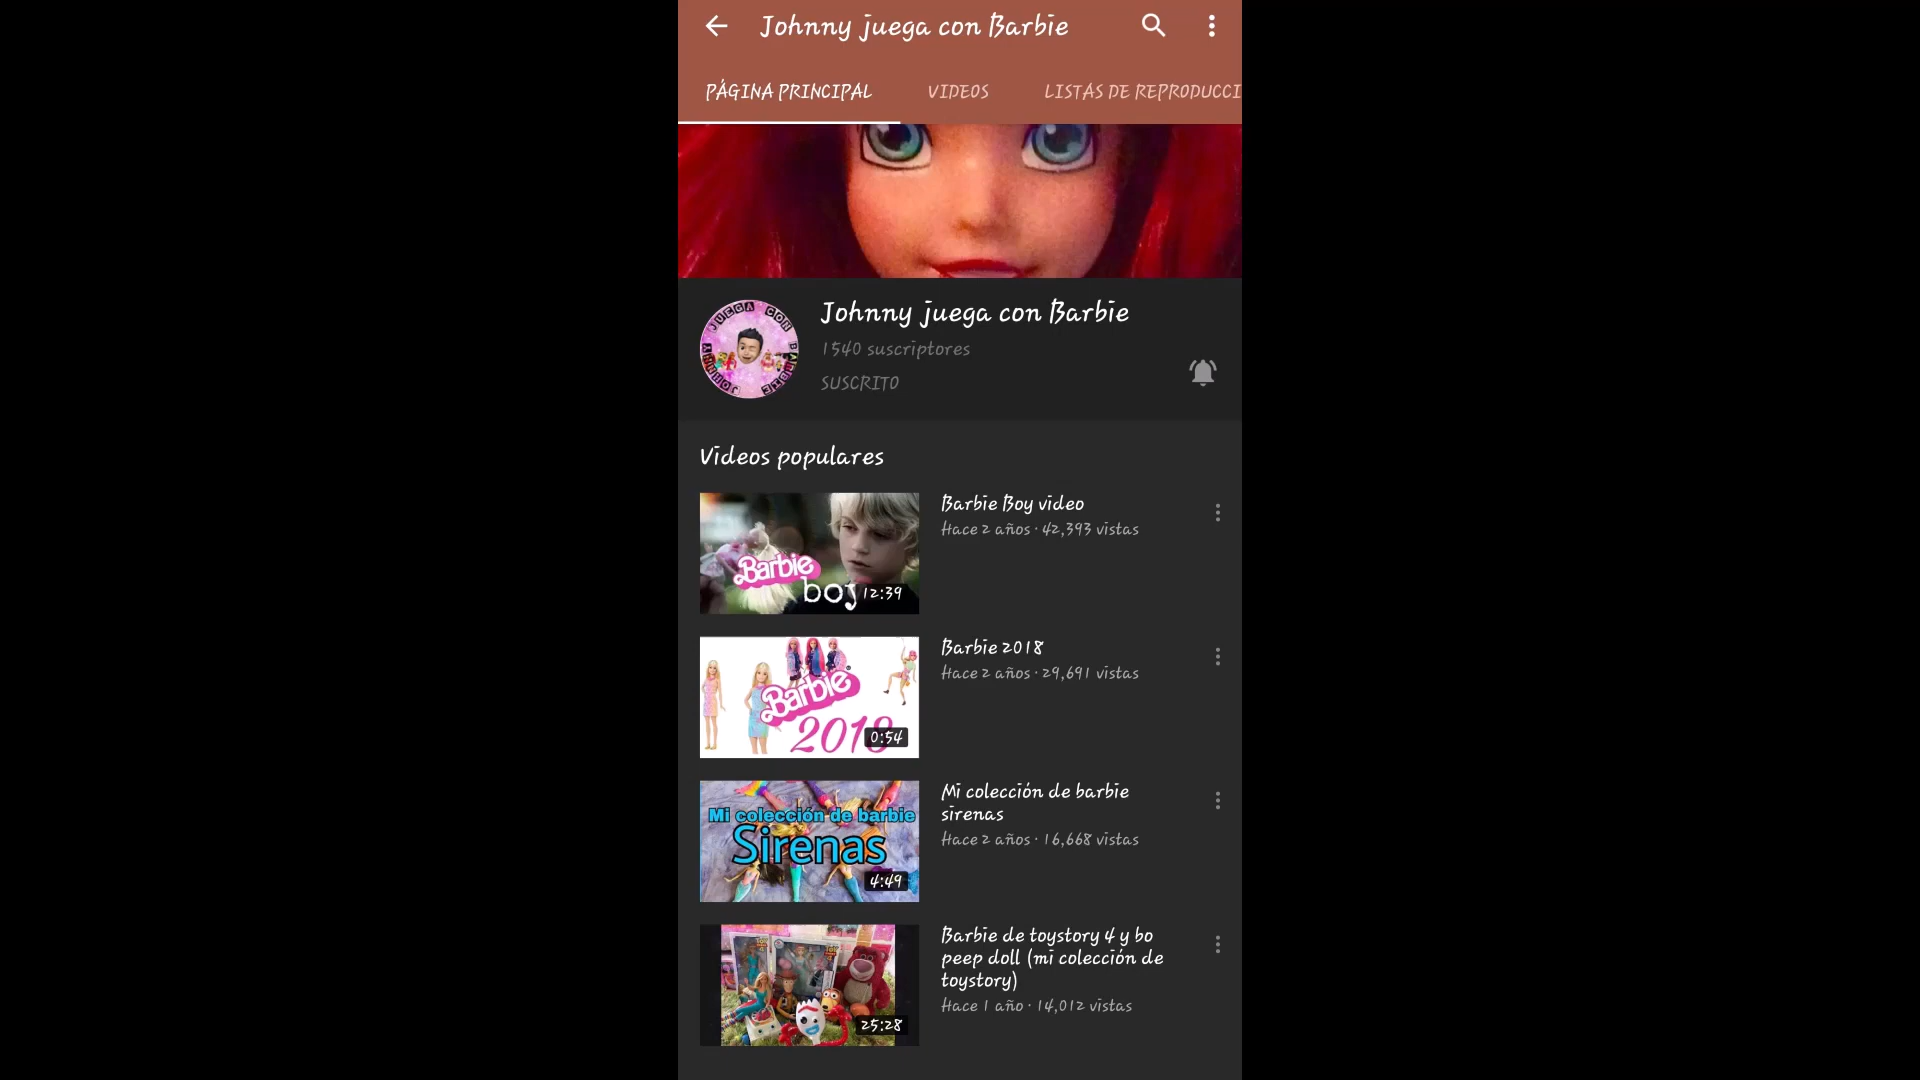 Johnny juega con Barbie
PÁGINA PRINCIPAL VIDEOS LISTAS DE REPRODUCCI
JUEGA CON BARBIE JOHNNY
Johnny juega con Barbie
1540 suscriptores
SUSCRITO
Videos populares
Barbie
boy
12:39
Barbie Boy video
Hace 2 años · 42,393 vistas
Barbie
2018
0:54
Barbie 2018
Hace 2 años · 29,691 vistas
Mi colección de barbie
Sirenas
4:49
Mi colección de barbie
sirenas
Hace 2 años · 16,668 vistas
25:28
Barbie de toystory 4 y bo
peep doll (mi colección de
toystory)
Hace 1 año · 14,012 vistas